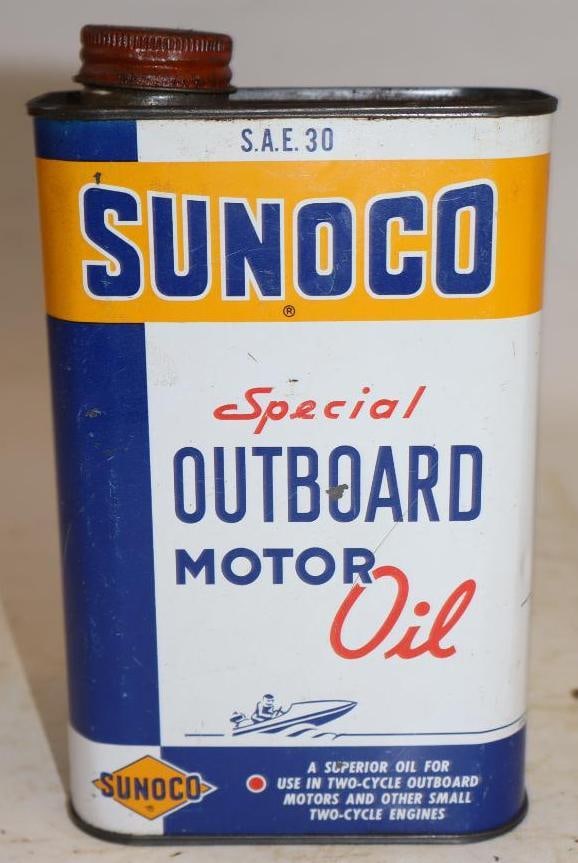 S.A.E. 30
SUNOCO
®
Special
OUTBOARD
MOTOR
Oil
SUNOCO
A SUPERIOR OIL FOR
USE IN TWO-CYCLE OUTBOARD
MOTORS AND OTHER SMALL
TWO-CYCLE ENGINES